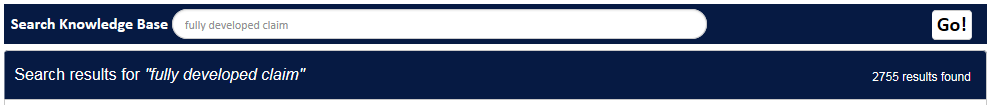 Search Knowledge Base fully developed claim Go!
Search results for "fully developed claim" 2755 results found